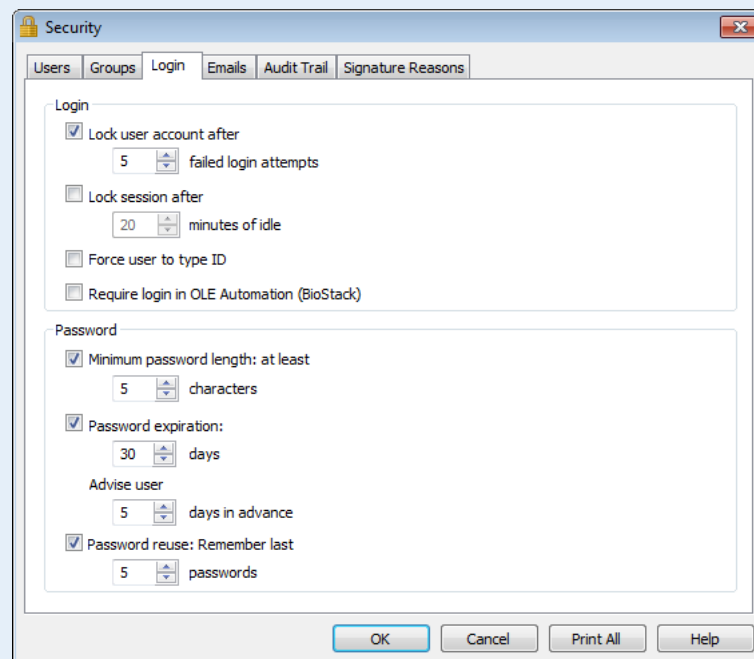 Security
Users Groups Login Emails Audit Trail Signature Reasons
Login
Lock user account after
5 failed login attempts
Lock session after
20 minutes of idle
Force user to type ID
Require login in OLE Automation (BioStack)
Password
Minimum password length: at least
5 characters
Password expiration:
30 days
Advise user
5 days in advance
Password reuse: Remember last
5 passwords
OK Cancel Print All Help